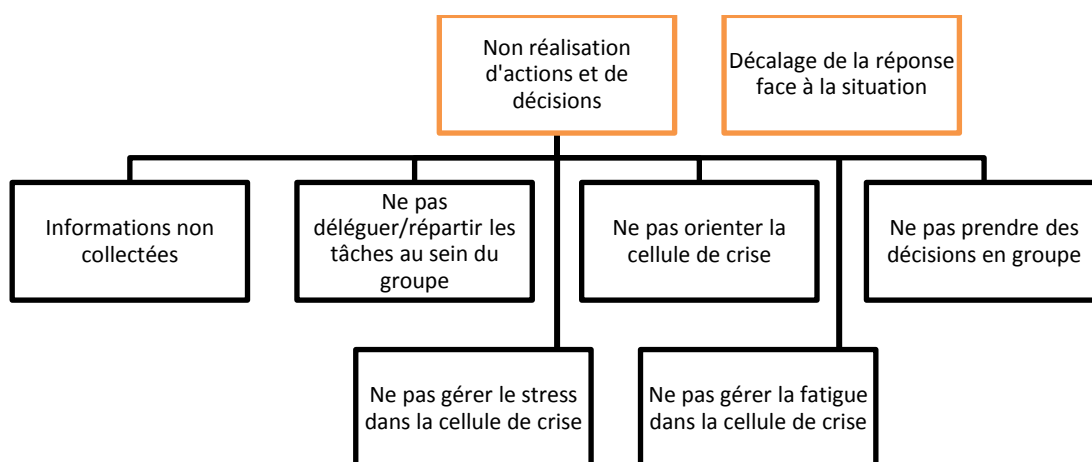 Non réalisation
d'actions et de
décisions
Décalage de la réponse
face à la situation
Informations non
collectées
Ne pas
déléguer/répartir les
tâches au sein du
groupe
Ne pas orienter la
cellule de crise
Ne pas prendre des
décisions en groupe
Ne pas gérer le stress
dans la cellule de crise
Ne pas gérer la fatigue
dans la cellule de crise